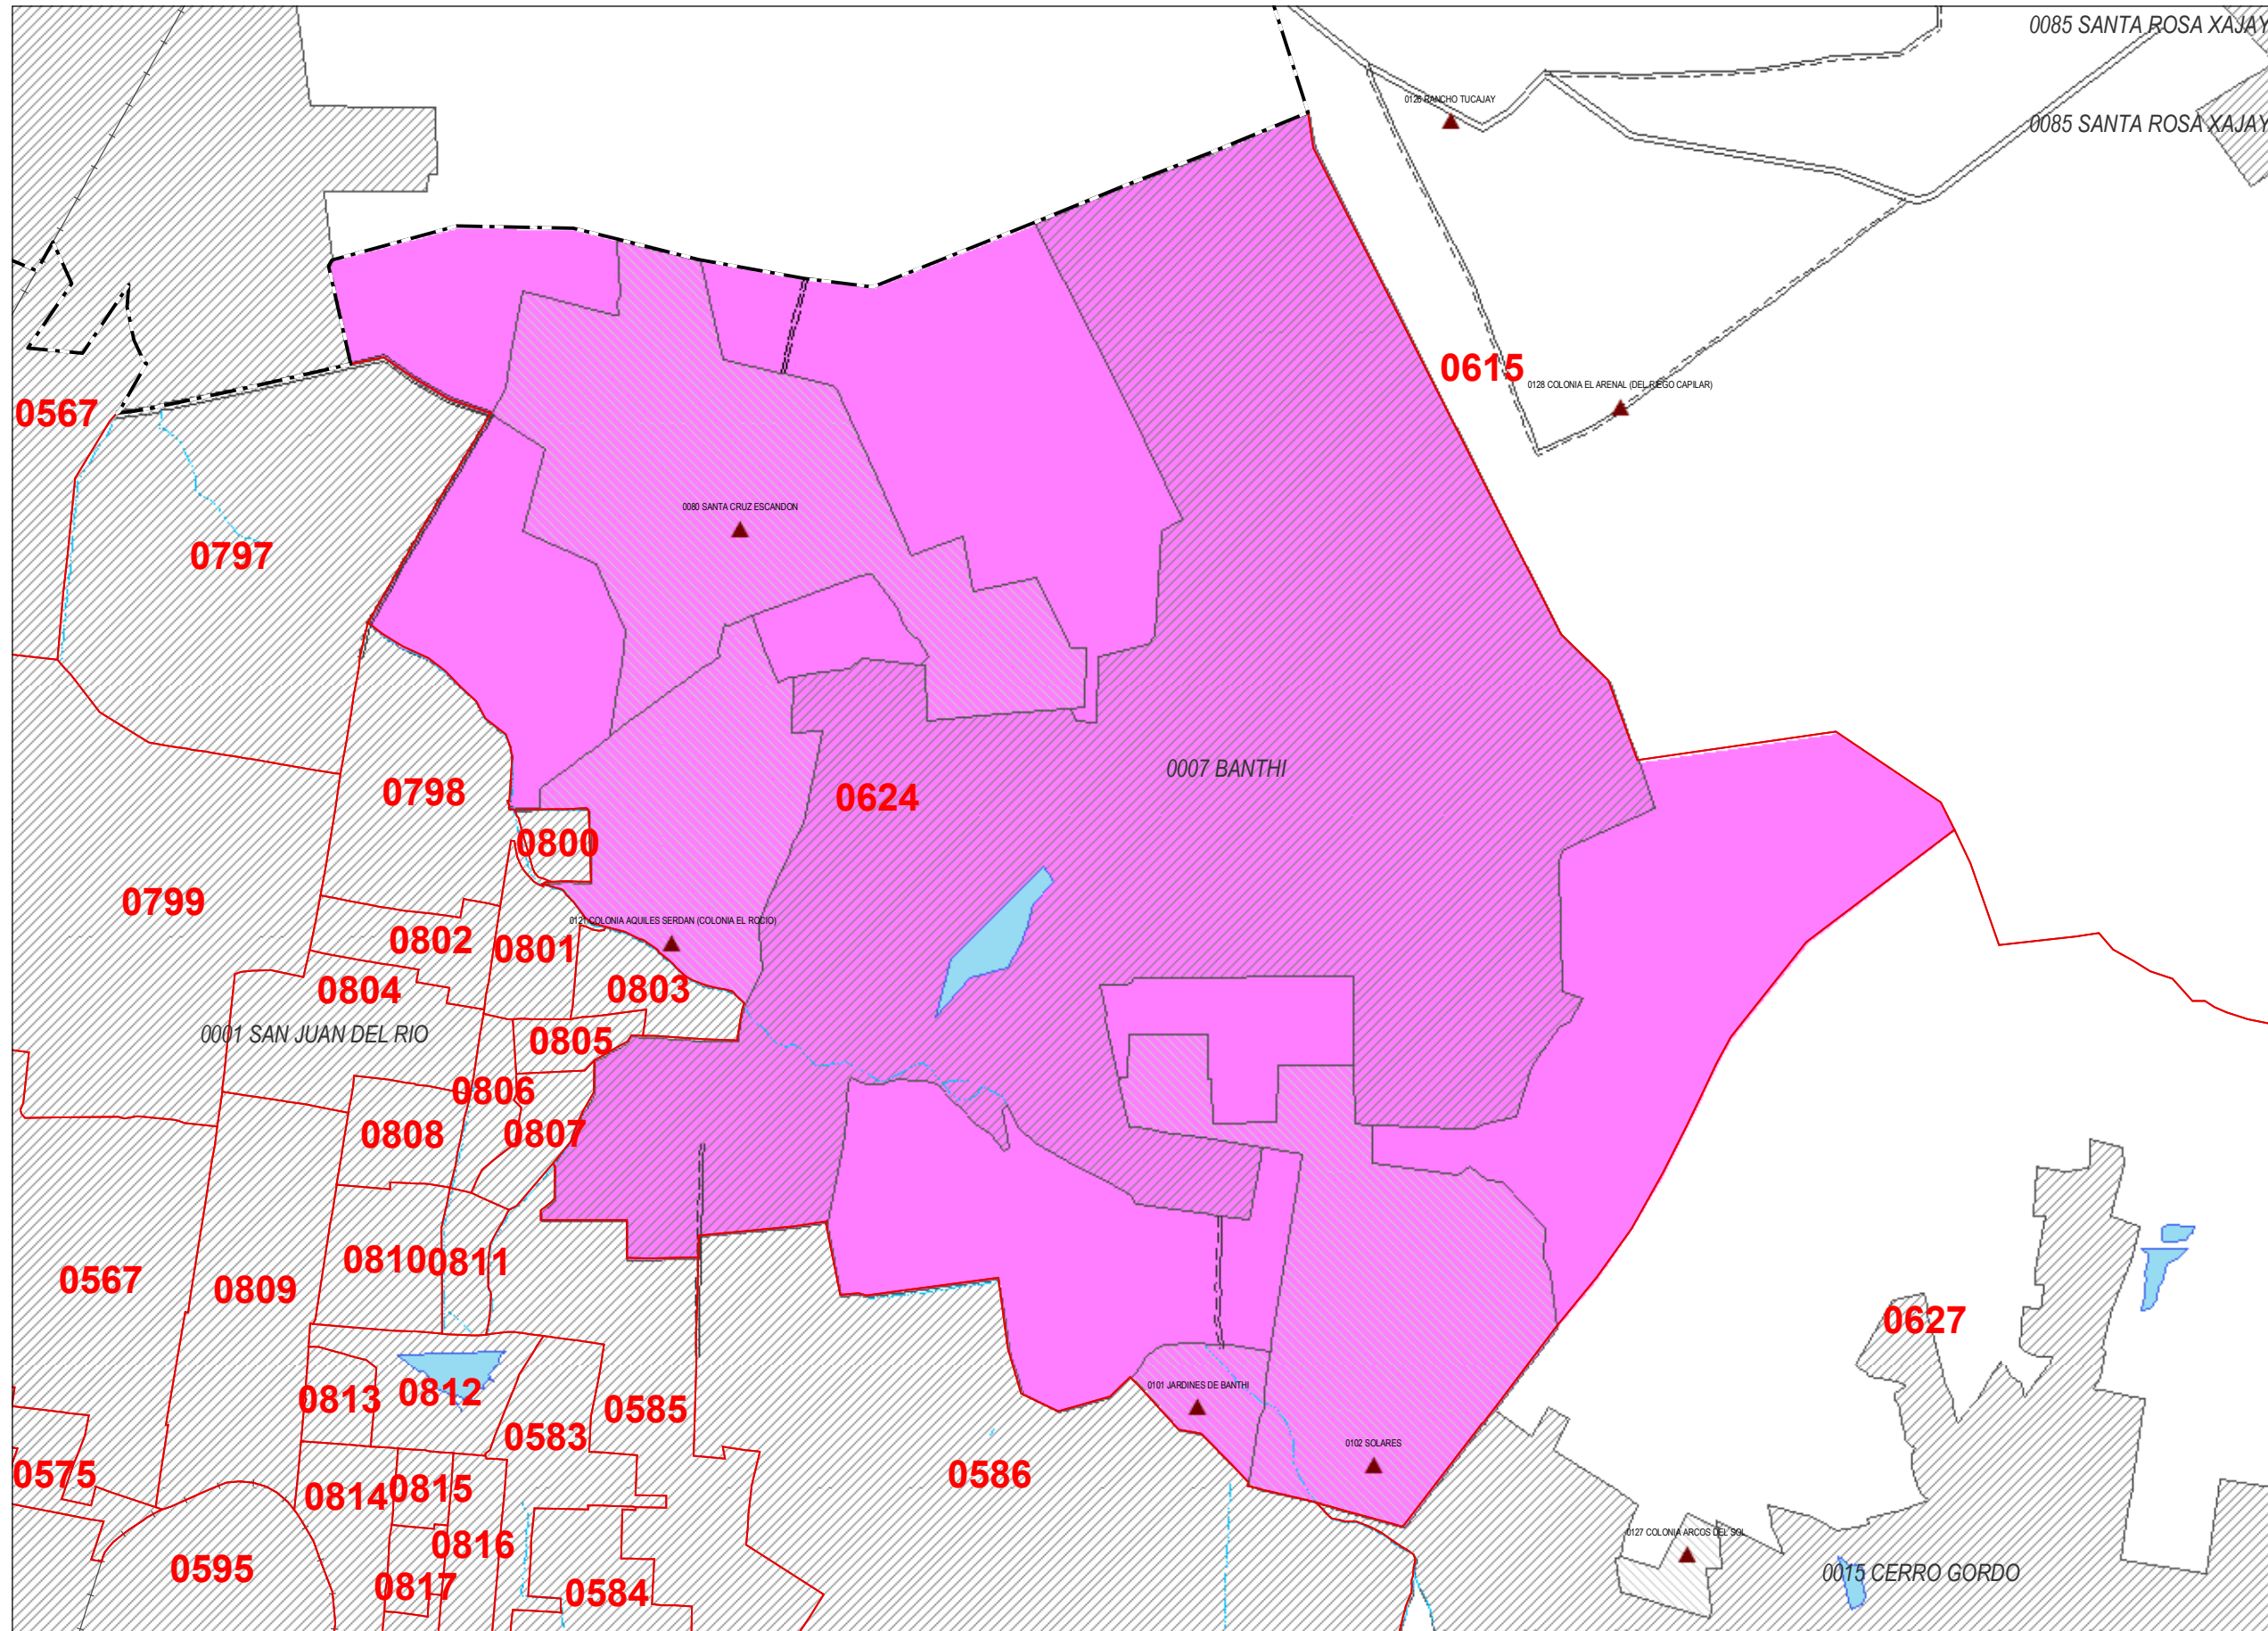 0085 SANTA ROSA XAJAY
0126 RANCHO TUCAJAY
0085 SANTA ROSA XAJAY
0615
0128 COLONIA EL ARENAL (DEL RIEGO CAPILAR)
0567
0080 SANTA CRUZ ESCANDON
0797
0007 BANTHI
0798
0624
0800
0799
0121 COLONIA AQUILES SERDAN (COLONIA EL ROCIO)
0802
0801
0804
0803
0001 SAN JUAN DEL RIO
0805
0806
0808
0807
0810
0811
0567
0809
0627
0101 JARDINES DE BANTHI
0813
0812
0585
0583
0102 SOLARES
0575
0586
0814
0815
0127 COLONIA ARCOS DEL SOL
0816
0595
0817
0584
0015 CERRO GORDO